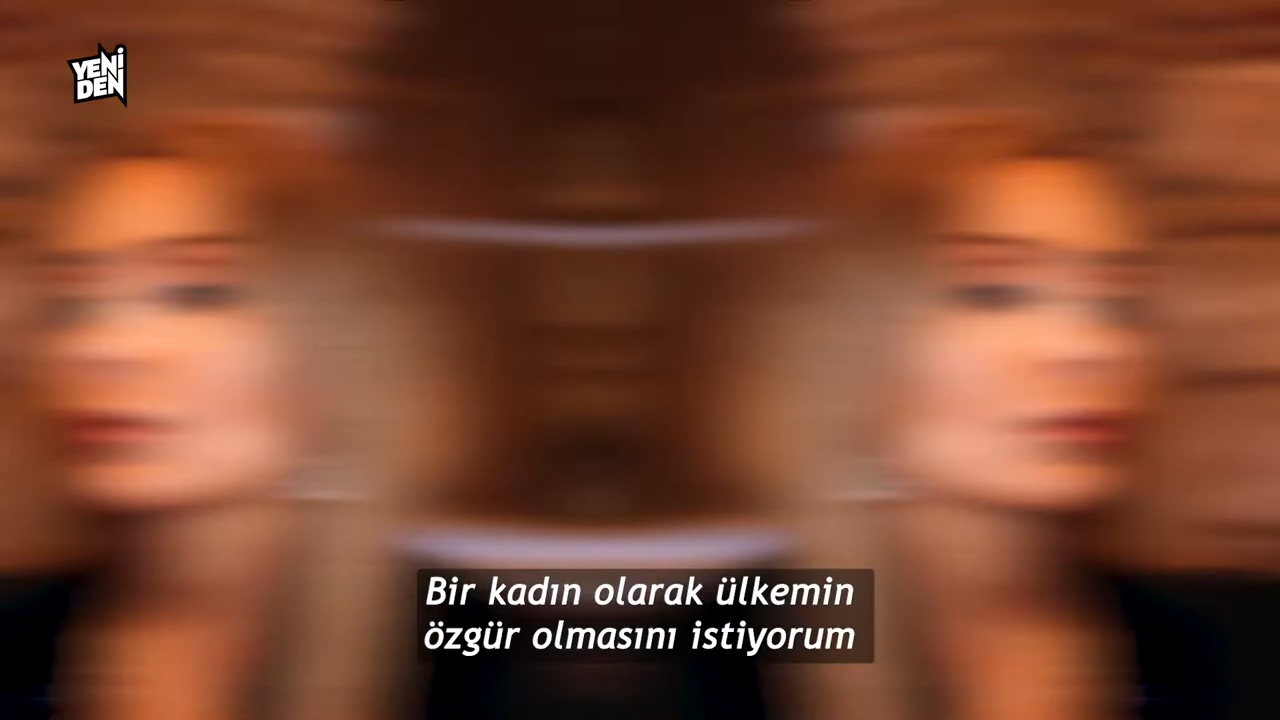 YENİ
DEN
Bir kadın olarak ülkemin
özgür olmasını istiyorum